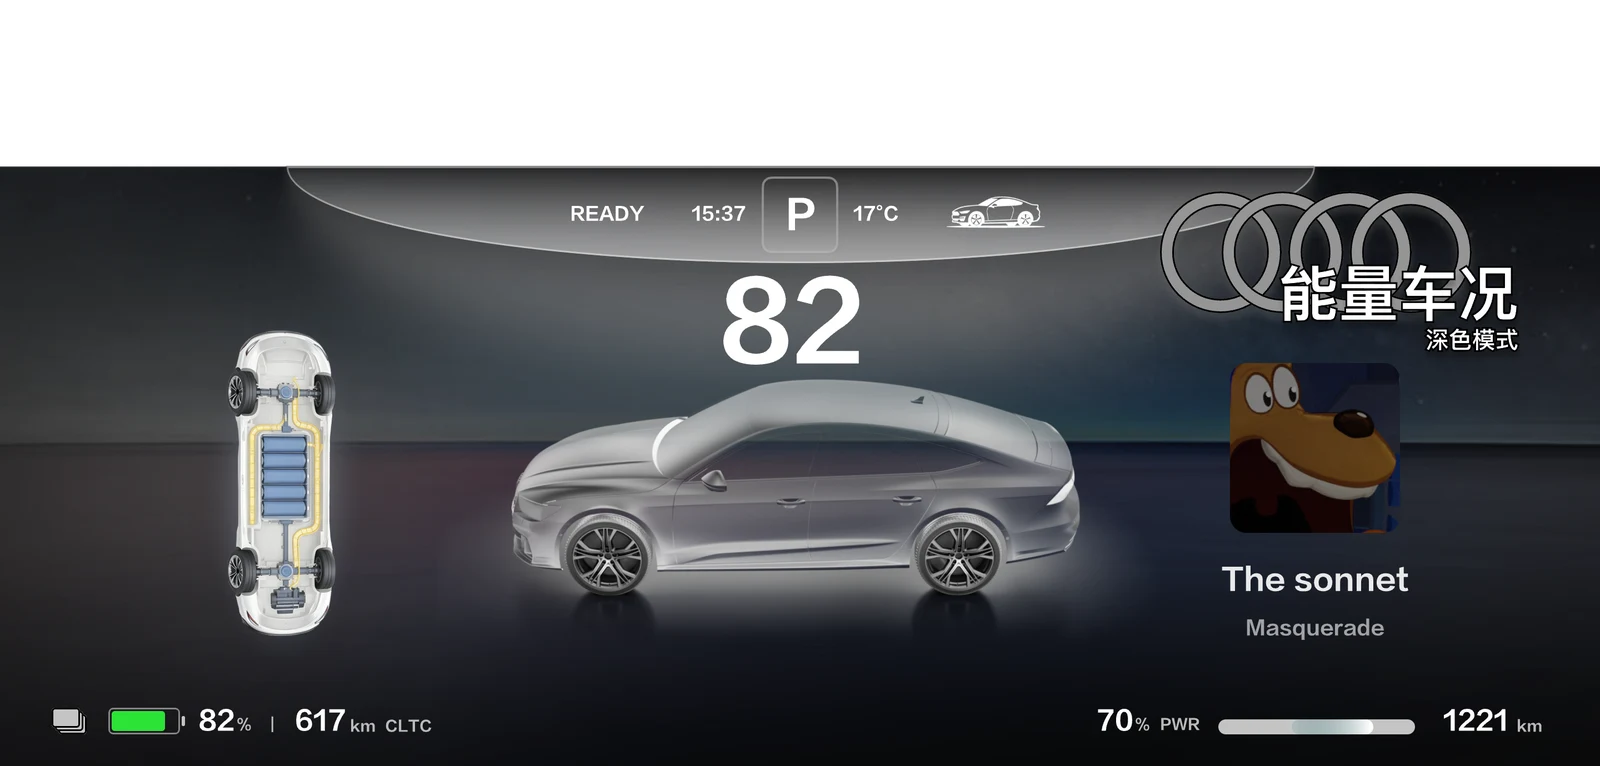 READY 15:37 P 17°C
82
能量车况
深色模式
The sonnet
Masquerade
82% | 617 km CLTC
70% PWR 1221 km